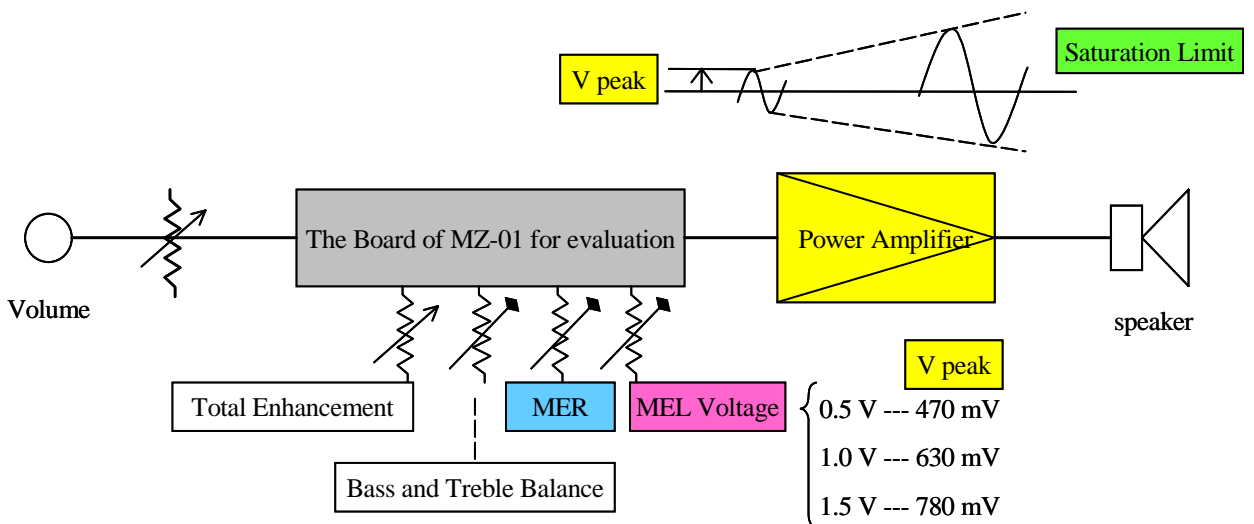 V peak
Saturation Limit
The Board of MZ-01 for evaluation
Power Amplifier
Volume
speaker
V peak
Total Enhancement
MER
MEL Voltage
0.5 V --- 470 mV
1.0 V --- 630 mV
Bass and Treble Balance
1.5 V --- 780 mV